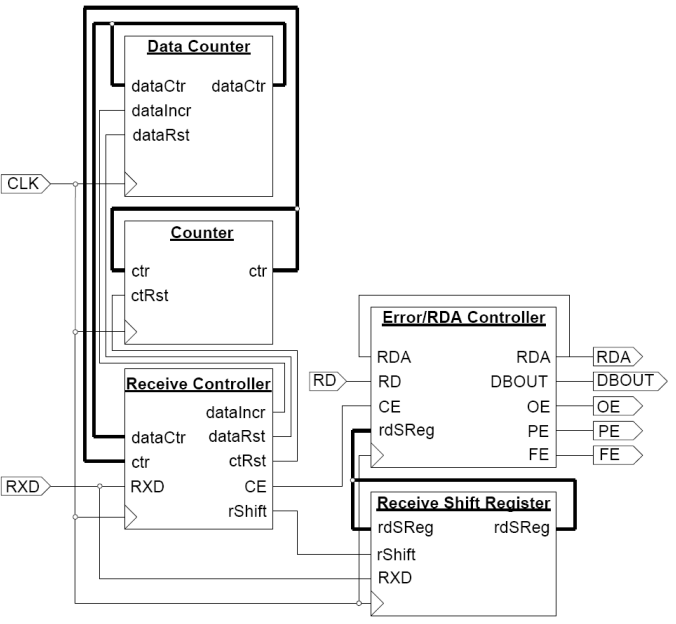 Data Counter
dataCtr dataCtr
dataIncr
dataRst
CLK
Counter
ctr ctr
ctRst
Error/RDA Controller
RDA RDA RDA
RD RD DBOUT DBOUT
CE OE OE
rdSReg PE PE
FE FE
Receive Controller
dataIncr
dataCtr dataRst
ctr ctRst
RXD RXD CE
rShift
Receive Shift Register
rdSReg rdSReg
rShift
RXD